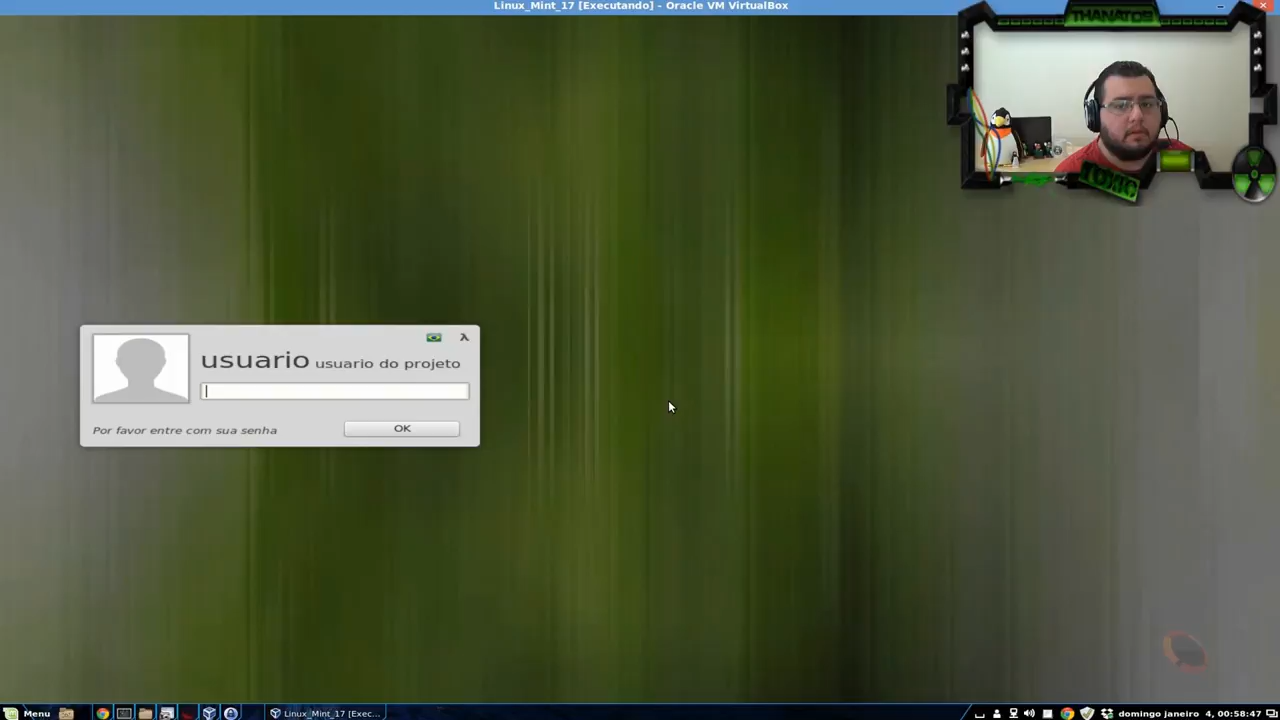 Linux_Mint_17 [Executando] - Oracle VM VirtualBox
THANATOS
TOXIC
usuario usuario do projeto
Por favor entre com sua senha
OK
Menu
Linux_Mint_17 [Exec...
domingo janeiro 4, 00:58:47